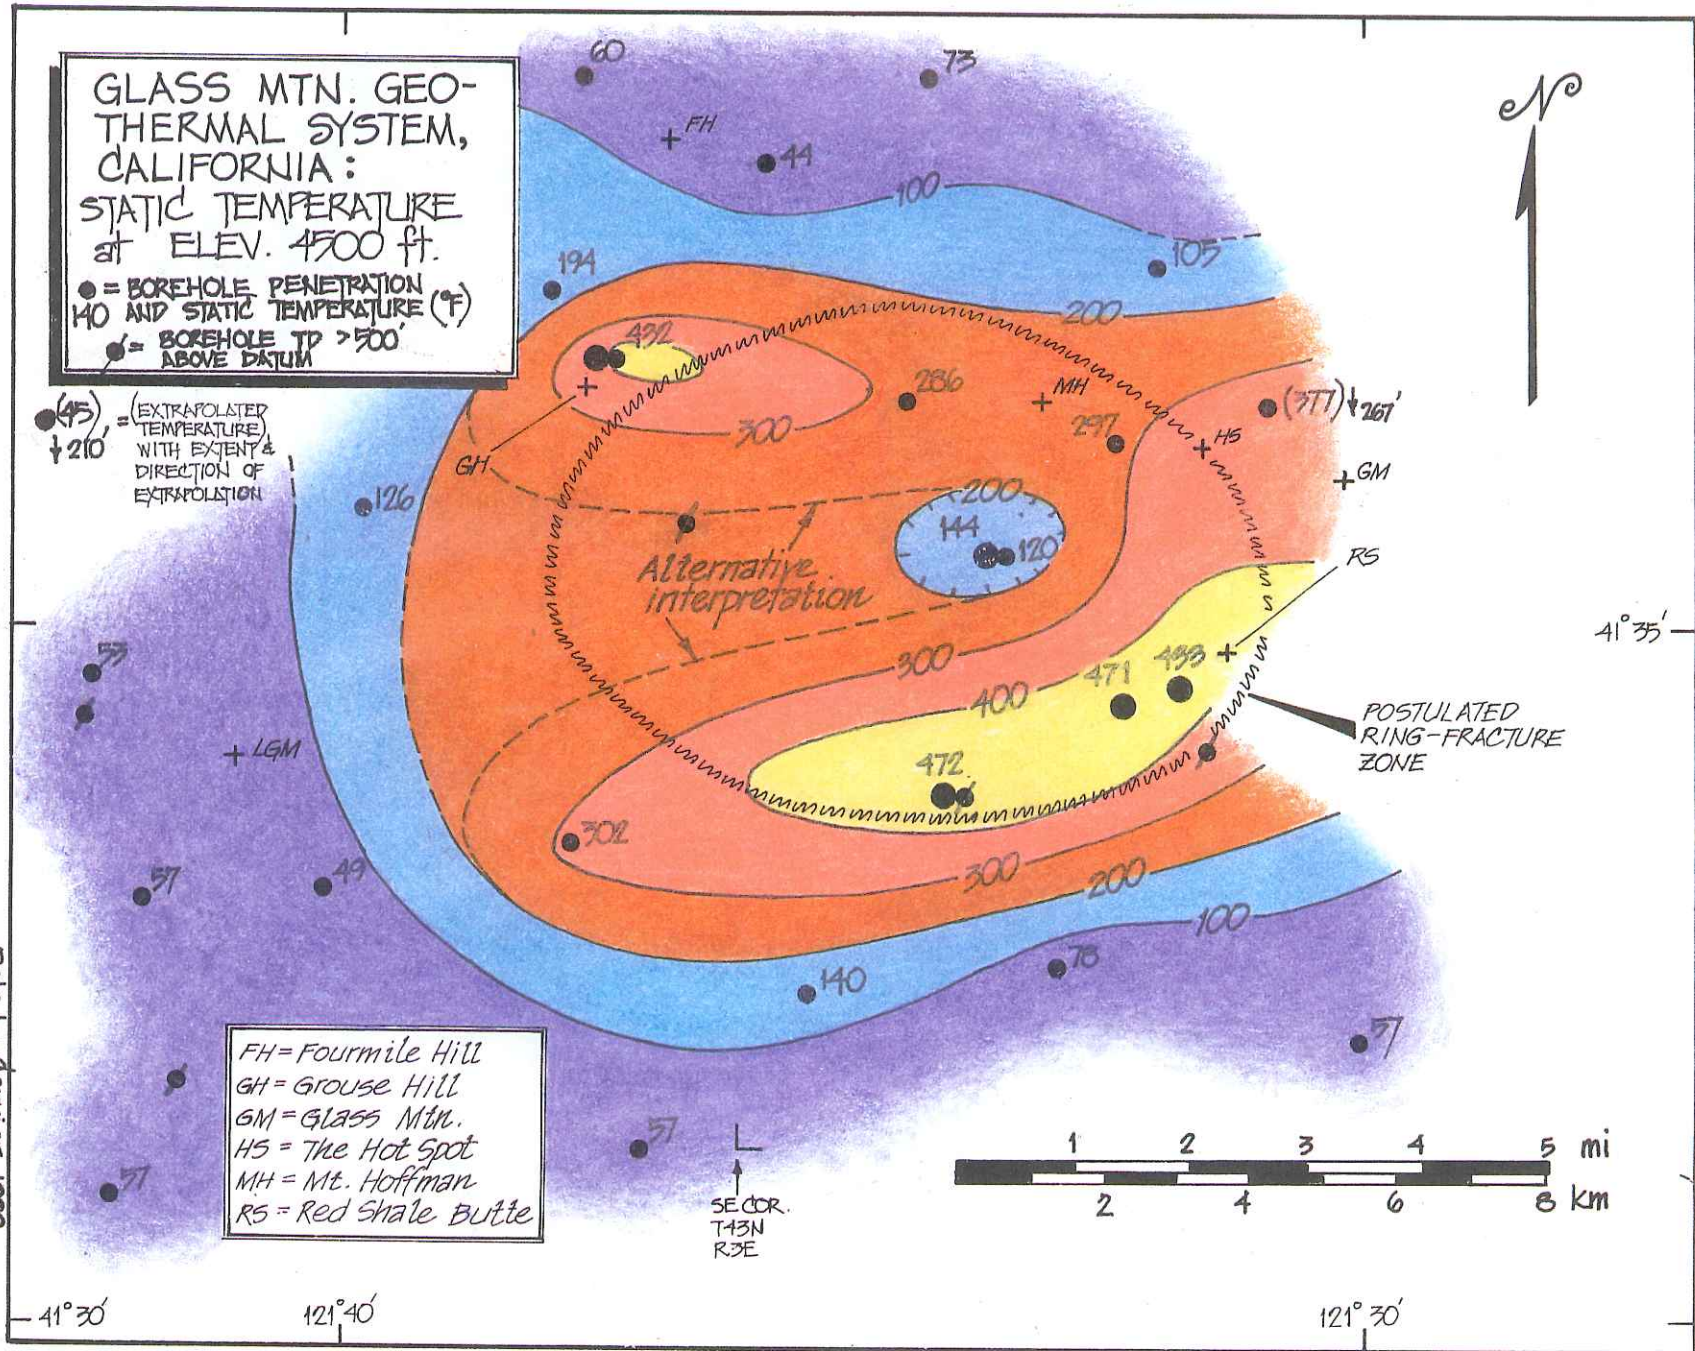 GLASS MTN. GEO-
THERMAL SYSTEM,
CALIFORNIA:
STATIC TEMPERATURE
at ELEV. 4500 ft.
= BOREHOLE PENETRATION
140 AND STATIC TEMPERATURE (°F)
= BOREHOLE TD >500'
ABOVE DATUM
(45) = (EXTRAPOLATED
TEMPERATURE)
↓210' WITH EXTENT &
DIRECTION OF
EXTRAPOLATION
60
73
FH
44
100
N
194
105
200
432
286
MH
(377)↓267'
297
HS
300
GH
GM
126
200
144
120
RS
Alternative
interpretation
41°35'
53
300
471
433
400
LGM
POSTULATED
RING-FRACTURE
ZONE
472
302
57
49
300
200
100
140
78
57
FH = Fourmile Hill
GH = Grouse Hill
GM = Glass Mtn.
HS = The Hot Spot
MH = Mt. Hoffman
RS = Red Shale Butte
57
57
SE COR.
T43N
R3E
1 2 3 4 5 mi
2 4 6 8 km
41°30'
121°40'
121°30'